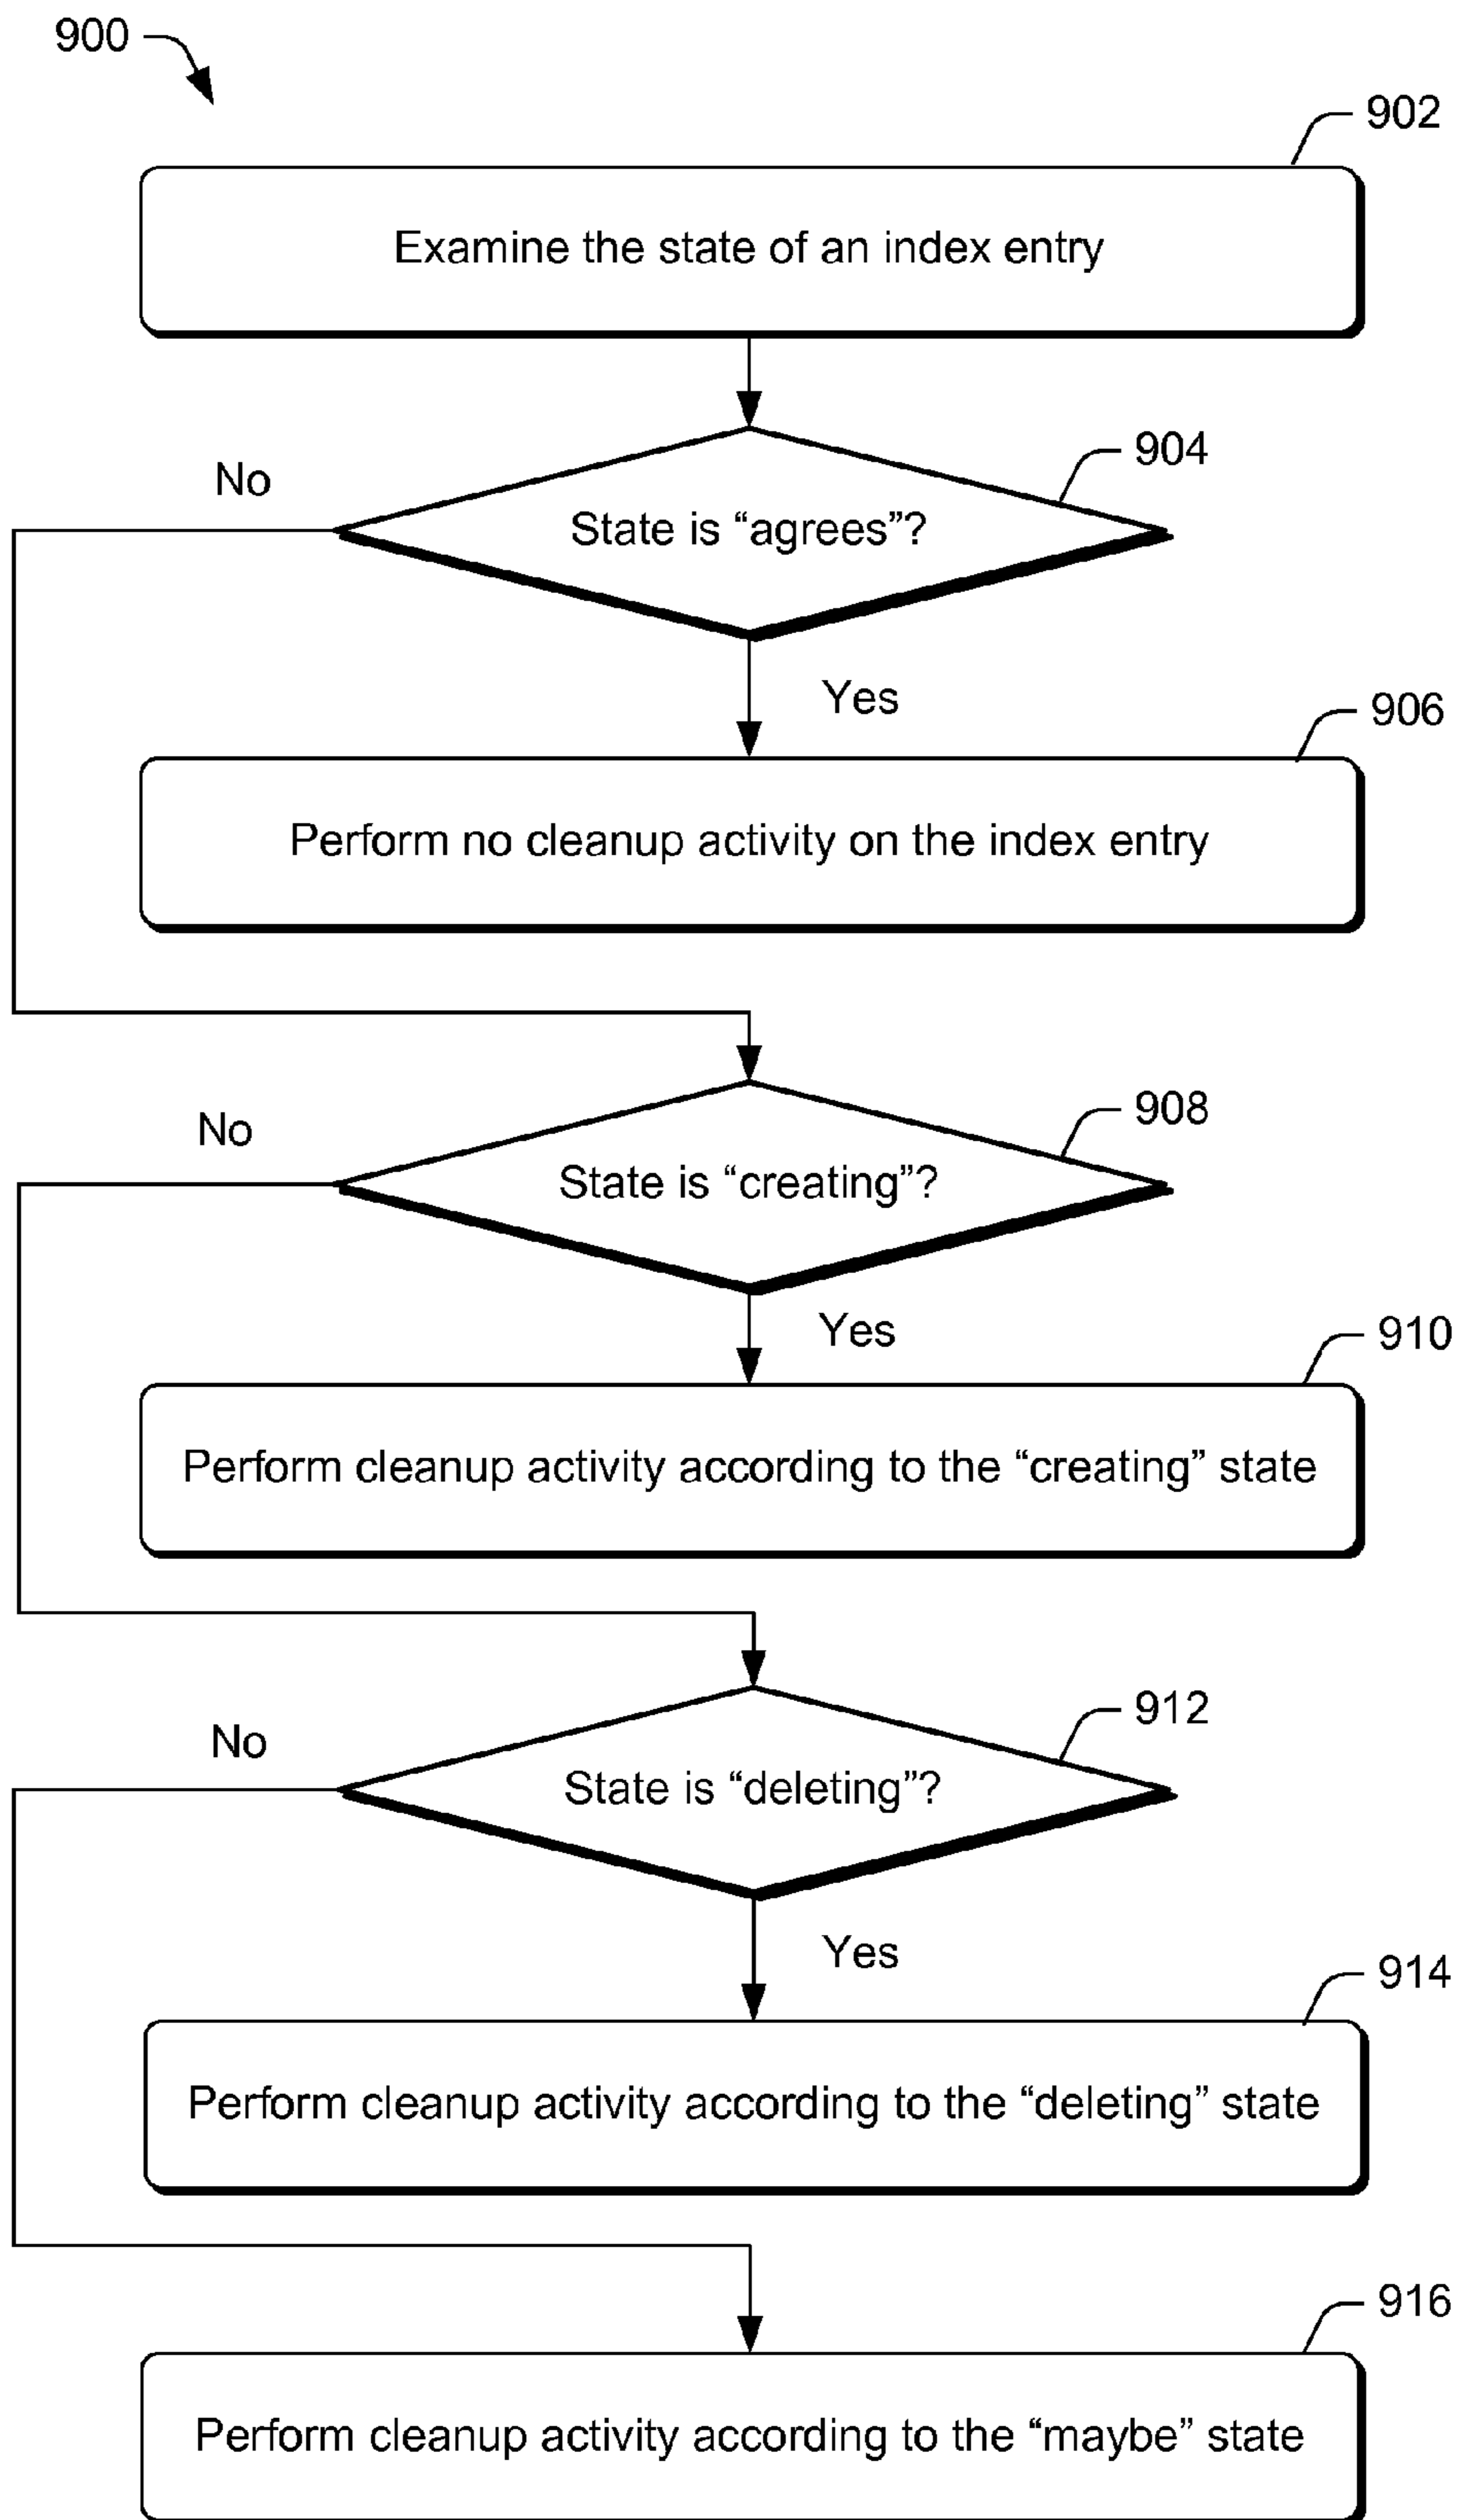 900
902
Examine the state of an index entry
904
No
State is “agrees”?
Yes
906
Perform no cleanup activity on the index entry
908
No
State is “creating”?
Yes
910
Perform cleanup activity according to the “creating” state
912
No
State is “deleting”?
Yes
914
Perform cleanup activity according to the “deleting” state
916
Perform cleanup activity according to the “maybe” state